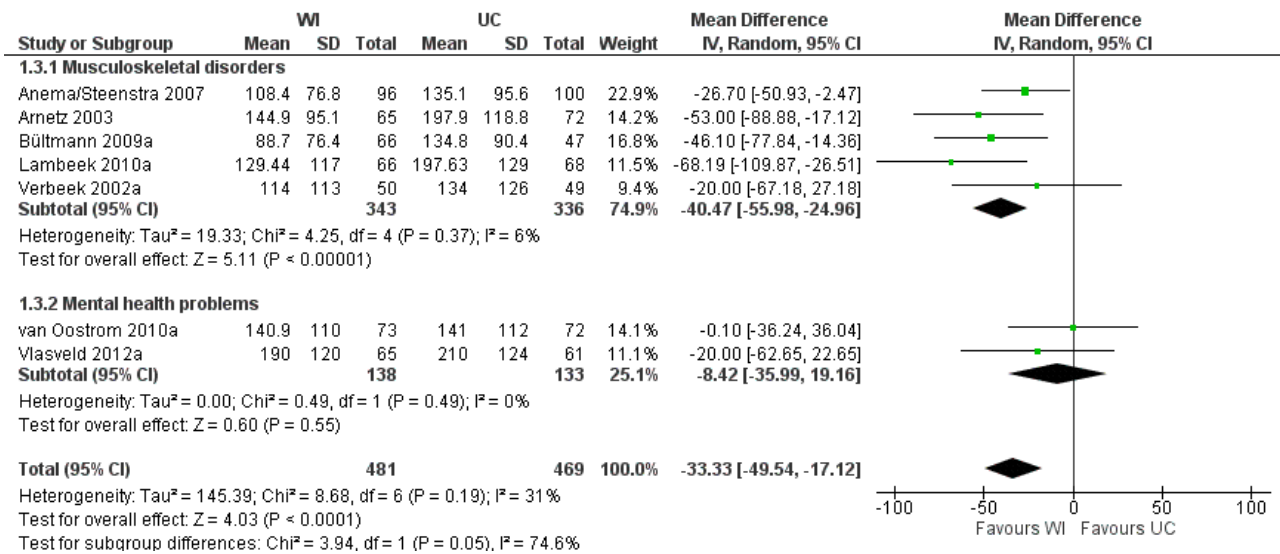 WI UC Mean Difference Mean Difference
Study or Subgroup Mean SD Total Mean SD Total Weight IV, Random, 95% CI IV, Random, 95% CI
1.3.1 Musculoskeletal disorders
Anema/Steenstra 2007 108.4 76.8 96 135.1 95.6 100 22.9% -26.70 [-50.93, -2.47]
Arnetz 2003 144.9 95.1 65 197.9 118.8 72 14.2% -53.00 [-88.88, -17.12]
Bültmann 2009a 88.7 76.4 66 134.8 90.4 47 16.8% -46.10 [-77.84, -14.36]
Lambeek 2010a 129.44 117 66 197.63 129 68 11.5% -68.19 [-109.87, -26.51]
Verbeek 2002a 114 113 50 134 126 49 9.4% -20.00 [-67.18, 27.18]
Subtotal (95% CI) 343 336 74.9% -40.47 [-55.98, -24.96]
Heterogeneity: Tau² = 19.33; Chi² = 4.25, df = 4 (P = 0.37); I² = 6%
Test for overall effect: Z = 5.11 (P < 0.00001)
1.3.2 Mental health problems
van Oostrom 2010a 140.9 110 73 141 112 72 14.1% -0.10 [-36.24, 36.04]
Vlasveld 2012a 190 120 65 210 124 61 11.1% -20.00 [-62.65, 22.65]
Subtotal (95% CI) 138 133 25.1% -8.42 [-35.99, 19.16]
Heterogeneity: Tau² = 0.00; Chi² = 0.49, df = 1 (P = 0.49); I² = 0%
Test for overall effect: Z = 0.60 (P = 0.55)
Total (95% CI) 481 469 100.0% -33.33 [-49.54, -17.12]
Heterogeneity: Tau² = 145.39; Chi² = 8.68, df = 6 (P = 0.19); I² = 31%
Test for overall effect: Z = 4.03 (P < 0.0001)
Test for subgroup differences: Chi² = 3.94, df = 1 (P = 0.05), I² = 74.6%
-100 -50 0 50 100
Favours WI Favours UC